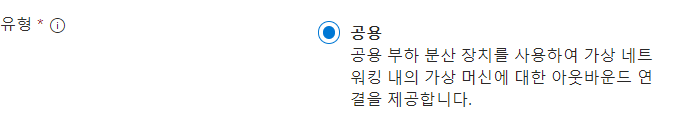 유형 *
공용
공용 부하 분산 장치를 사용하여 가상 네트
워킹 내의 가상 머신에 대한 아웃바운드 연
결을 제공합니다.